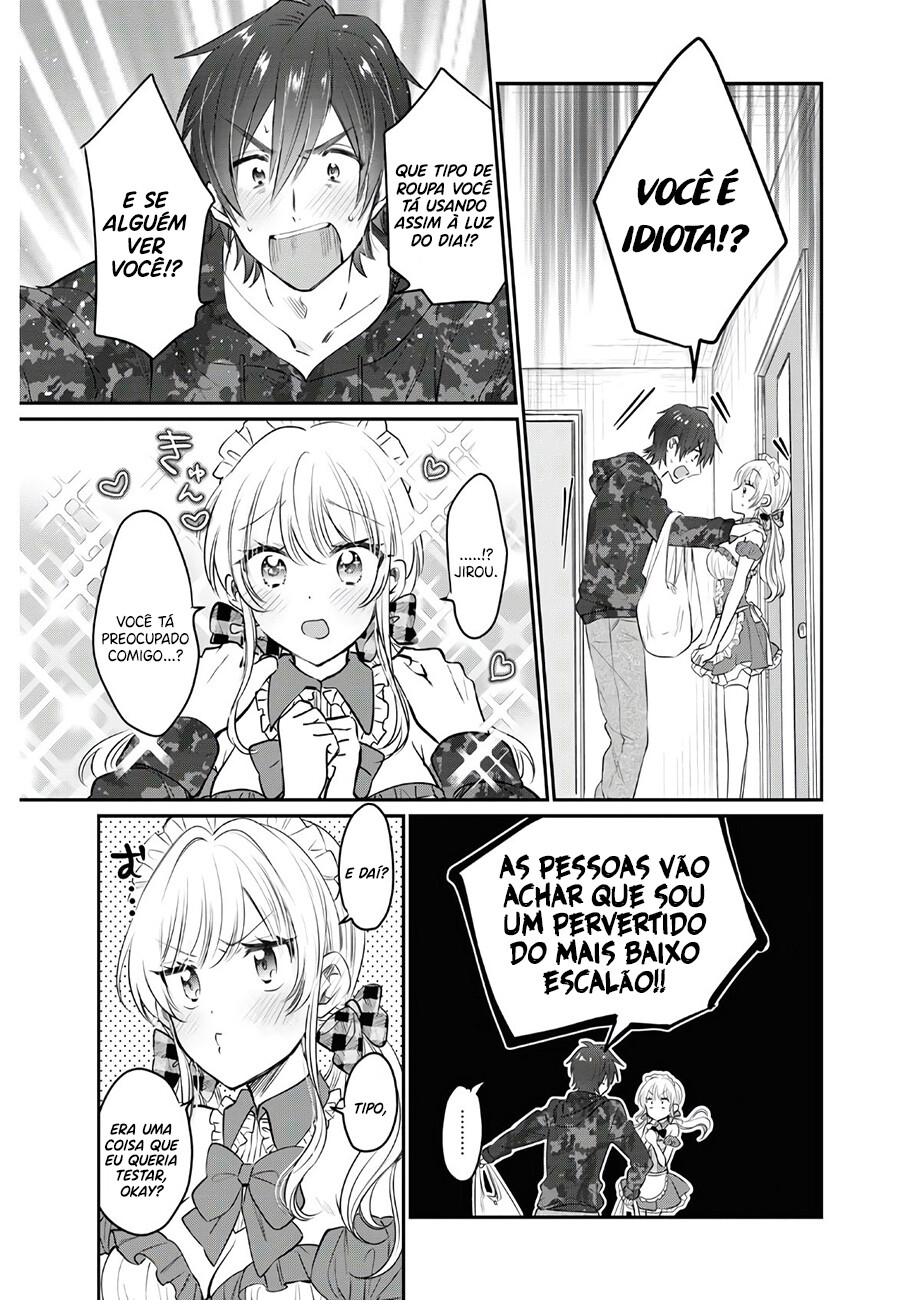 VOCÊ É
IDIOTA!?
QUE TIPO DE
ROUPA VOCÊ
TÁ USANDO
ASSIM À LUZ
DO DIA!?
E SE
ALGUÉM
VER
VOCÊ!?
きゅん
......!?
JIROU.
VOCÊ TÁ
PREOCUPADO
COMIGO...?
AS PESSOAS VÃO
ACHAR QUE SOU
UM PERVERTIDO
DO MAIS BAIXO
ESCALÃO!!
.........
E DAÍ?
む...
TIPO,
ERA UMA
COISA QUE
EU QUERIA
TESTAR,
OKAY?